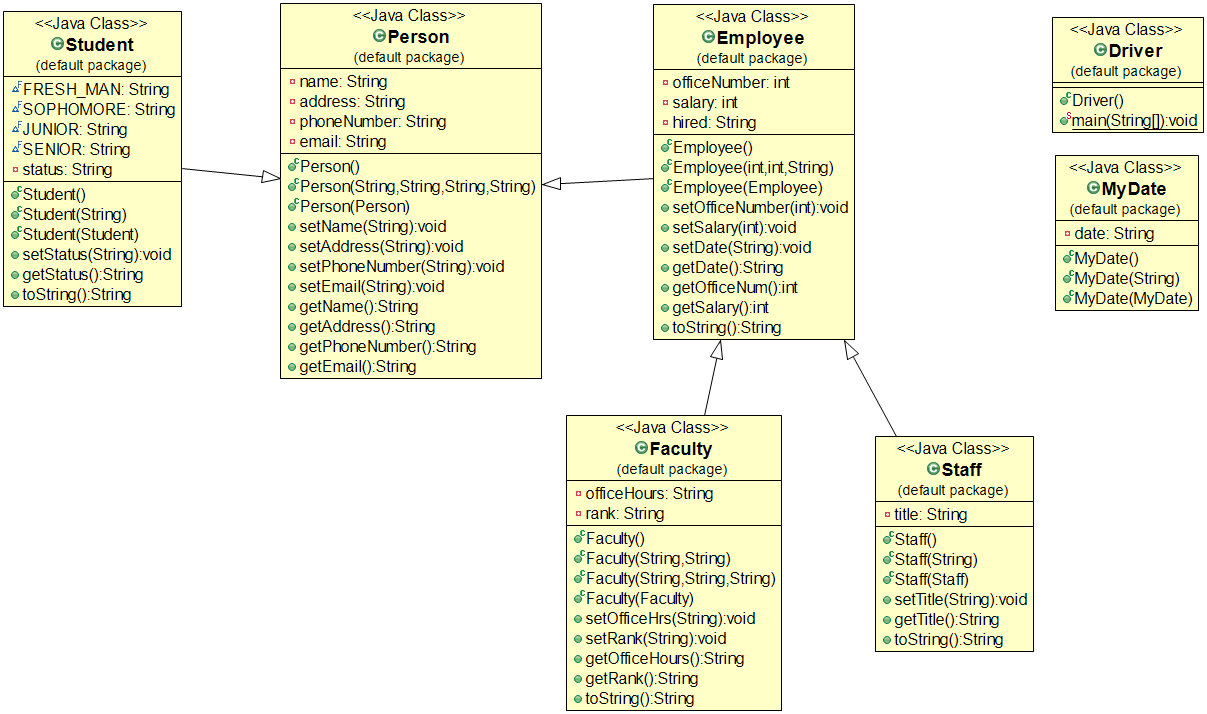 <<Java Class>>
Student
(default package)
FRESH_MAN: String
SOPHOMORE: String
JUNIOR: String
SENIOR: String
status: String
Student()
Student(String)
Student(Student)
setStatus(String):void
getStatus():String
toString():String
<<Java Class>>
Person
(default package)
name: String
address: String
phoneNumber: String
email: String
Person()
Person(String,String,String,String)
Person(Person)
setName(String):void
setAddress(String):void
setPhoneNumber(String):void
setEmail(String):void
getName():String
getAddress():String
getPhoneNumber():String
getEmail():String
<<Java Class>>
Employee
(default package)
officeNumber: int
salary: int
hired: String
Employee()
Employee(int,int,String)
Employee(Employee)
setOfficeNumber(int):void
setSalary(int):void
setDate(String):void
getDate():String
getOfficeNum():int
getSalary():int
toString():String
<<Java Class>>
Driver
(default package)
Driver()
main(String[]):void
<<Java Class>>
MyDate
(default package)
date: String
MyDate()
MyDate(String)
MyDate(MyDate)
<<Java Class>>
Faculty
(default package)
officeHours: String
rank: String
Faculty()
Faculty(String,String)
Faculty(String,String,String)
Faculty(Faculty)
setOfficeHrs(String):void
setRank(String):void
getOfficeHours():String
getRank():String
toString():String
<<Java Class>>
Staff
(default package)
title: String
Staff()
Staff(String)
Staff(Staff)
setTitle(String):void
getTitle():String
toString():String